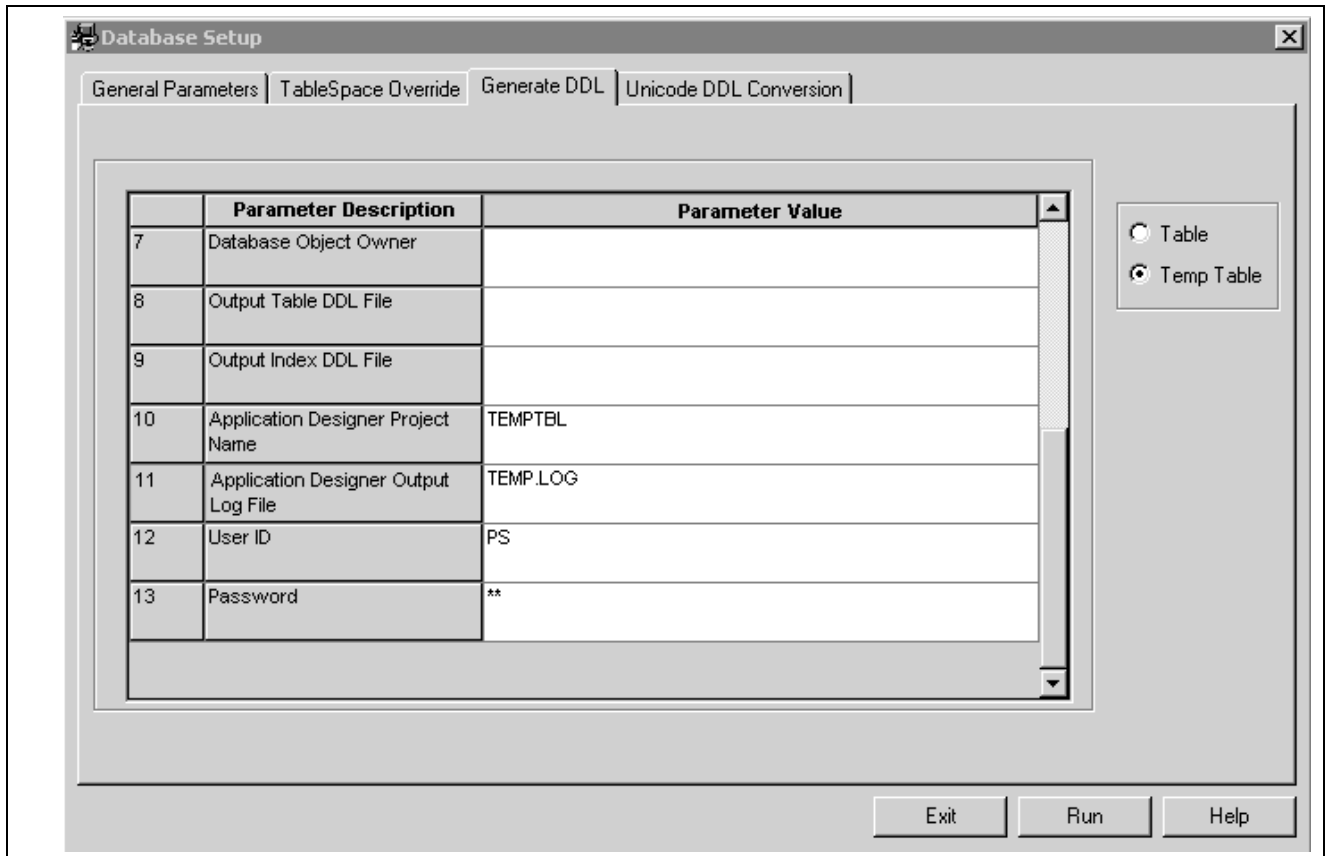 Database Setup
General Parameters TableSpace Override Generate DDL Unicode DDL Conversion
Parameter Description Parameter Value
7 Database Object Owner
8 Output Table DDL File
9 Output Index DDL File
10 Application Designer Project TEMPTBL
Name
11 Application Designer Output TEMP.LOG
Log File
12 User ID PS
13 Password **
Table
Temp Table
Exit Run Help